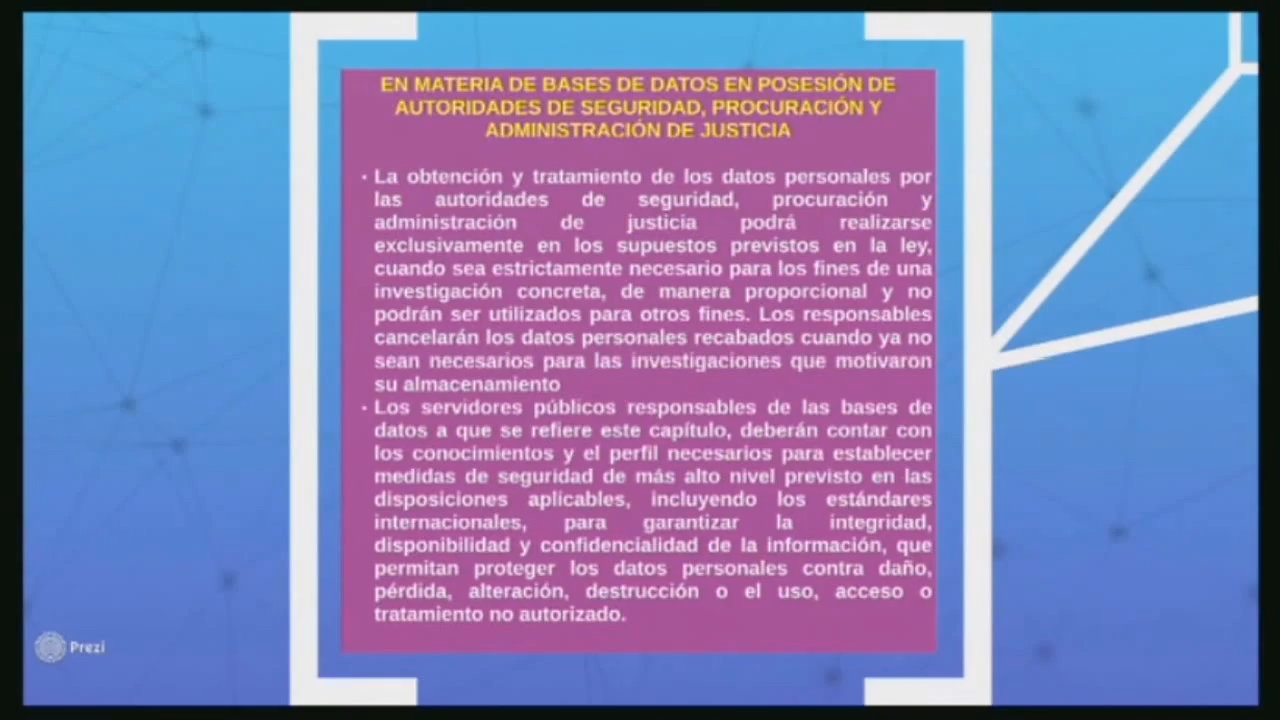 EN MATERIA DE BASES DE DATOS EN POSESIÓN DE
AUTORIDADES DE SEGURIDAD, PROCURACIÓN Y
ADMINISTRACIÓN DE JUSTICIA
• La obtención y tratamiento de los datos personales por
las autoridades de seguridad, procuración y
administración de justicia podrá realizarse
exclusivamente en los supuestos previstos en la ley,
cuando sea estrictamente necesario para los fines de una
investigación concreta, de manera proporcional y no
podrán ser utilizados para otros fines. Los responsables
cancelarán los datos personales recabados cuando ya no
sean necesarios para las investigaciones que motivaron
su almacenamiento
• Los servidores públicos responsables de las bases de
datos a que se refiere este capítulo, deberán contar con
los conocimientos y el perfil necesarios para establecer
medidas de seguridad de más alto nivel previsto en las
disposiciones aplicables, incluyendo los estándares
internacionales, para garantizar la integridad,
disponibilidad y confidencialidad de la información, que
permitan proteger los datos personales contra daño,
pérdida, alteración, destrucción o el uso, acceso o
tratamiento no autorizado.
Prezi